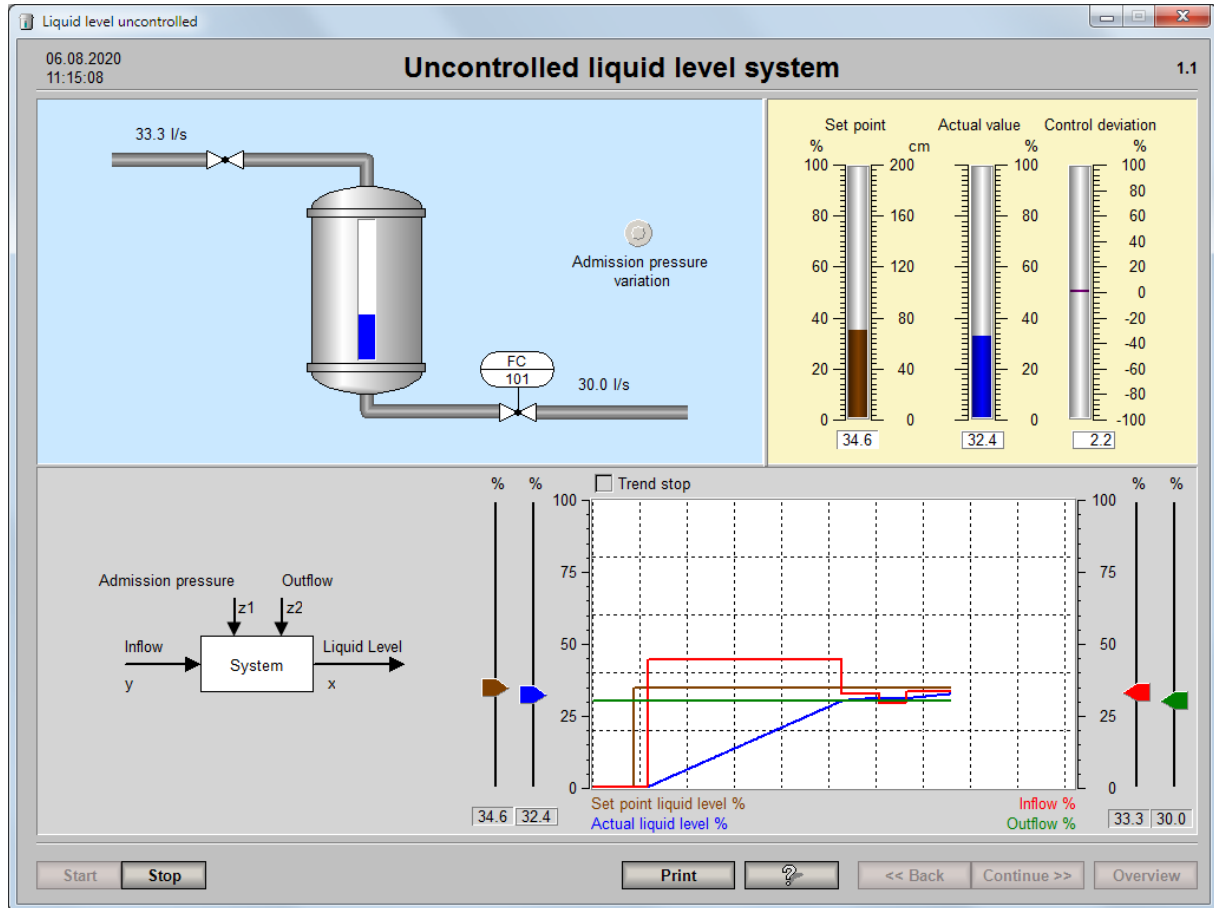 Liquid level uncontrolled
06.08.2020
11:15:08
Uncontrolled liquid level system
1.1
33.3 l/s
Admission pressure
variation
FC
101
30.0 l/s
Set point Actual value Control deviation
% cm % %
100 200 100 100
80
80 160 80 60
40
60 120 60 20
0
40 80 40 -20
-40
20 40 20 -60
-80
0 0 0 -100
34.6 32.4 2.2
Admission pressure Outflow
z1 z2
Inflow Liquid Level
System
y x
% % Trend stop % %
100 100
75 75
50 50
25 25
0 0
34.6 32.4 Set point liquid level % Inflow % 33.3 30.0
Actual liquid level % Outflow %
Start Stop Print ? << Back Continue >> Overview